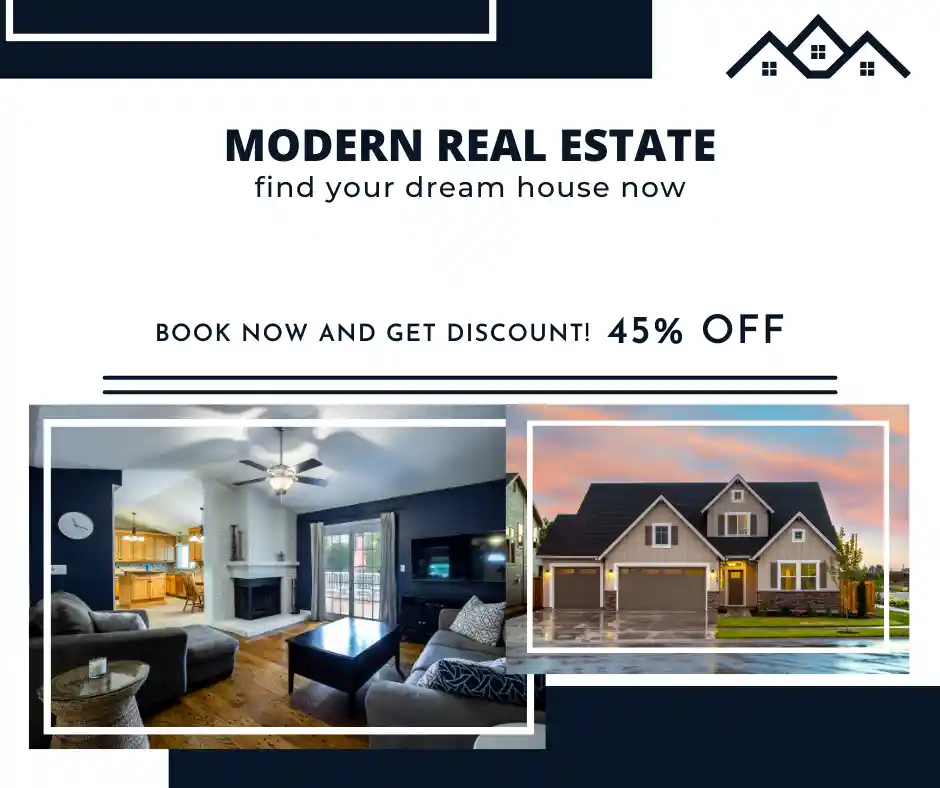 MODERN REAL ESTATE
find your dream house now
BOOK NOW AND GET DISCOUNT! 45% OFF